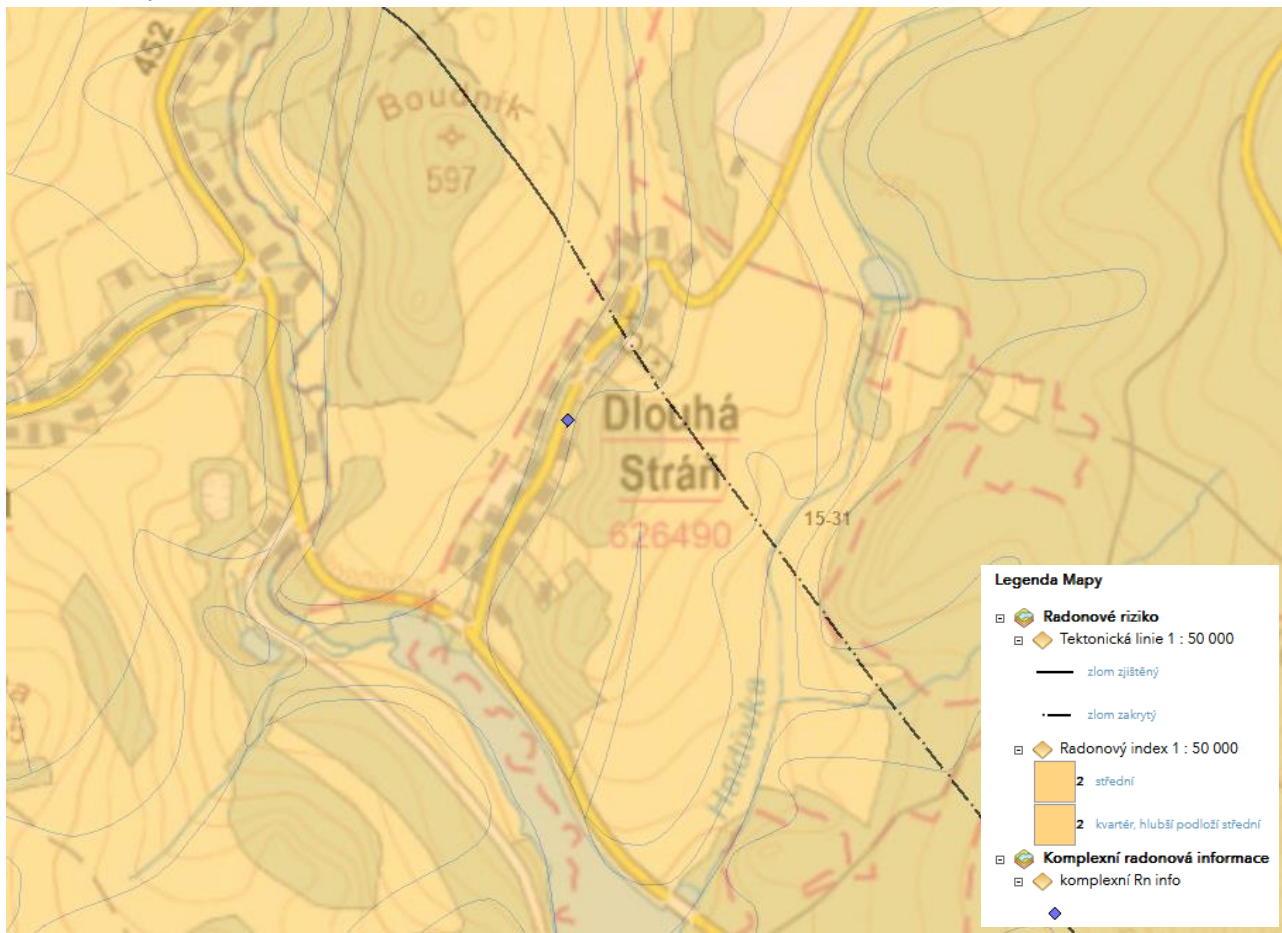 452
Boudník
597
Dlouhá
Stráň
626490
15-31
Holčůvka
Legenda Mapy
Radonové riziko
Tektonická linie 1 : 50 000
zlom zjištěný
zlom zakrytý
Radonový index 1 : 50 000
2 střední
2 kvartér, hlubší podloží střední
Komplexní radonová informace
komplexní Rn info